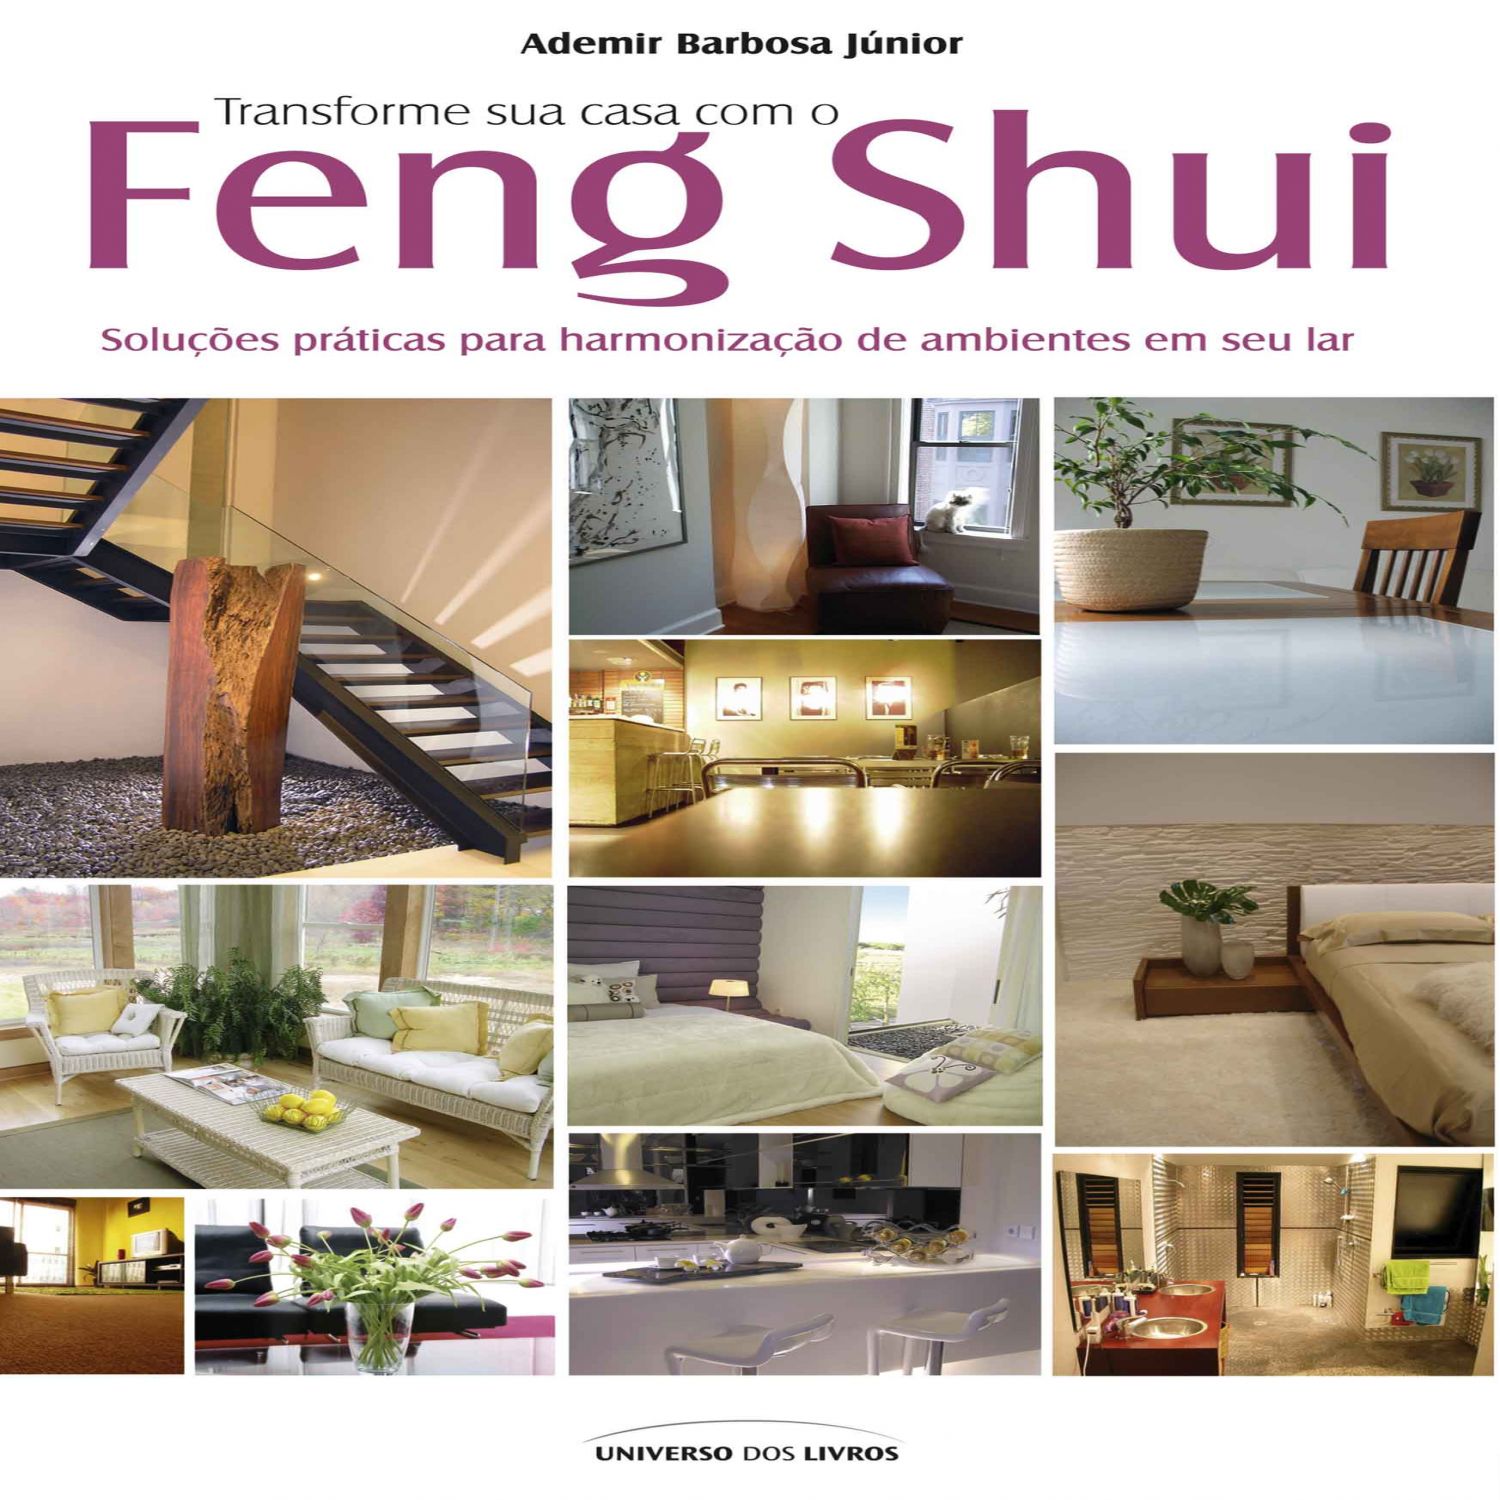 Ademir Barbosa Júnior
Transforme sua casa com o
Feng Shui
Soluções práticas para harmonização de ambientes em seu lar
UNIVERSO DOS LIVROS